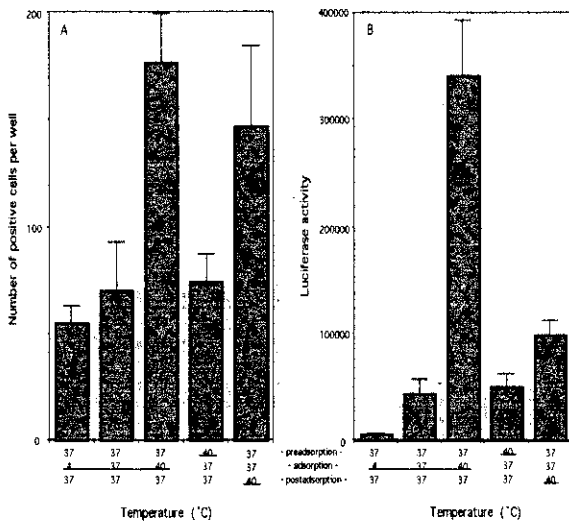 A
B
200
100
0
Number of positive cells per well
400000
300000
200000
100000
0
Luciferase activity
37 37 37 40 37 - preadsorption - 37 37 37 40 37
4 37 40 37 37 - adsorption - 4 37 40 37 37
37 37 37 37 40 - postadsorption - 37 37 37 37 40
Temperature (°C)
Temperature (°C)